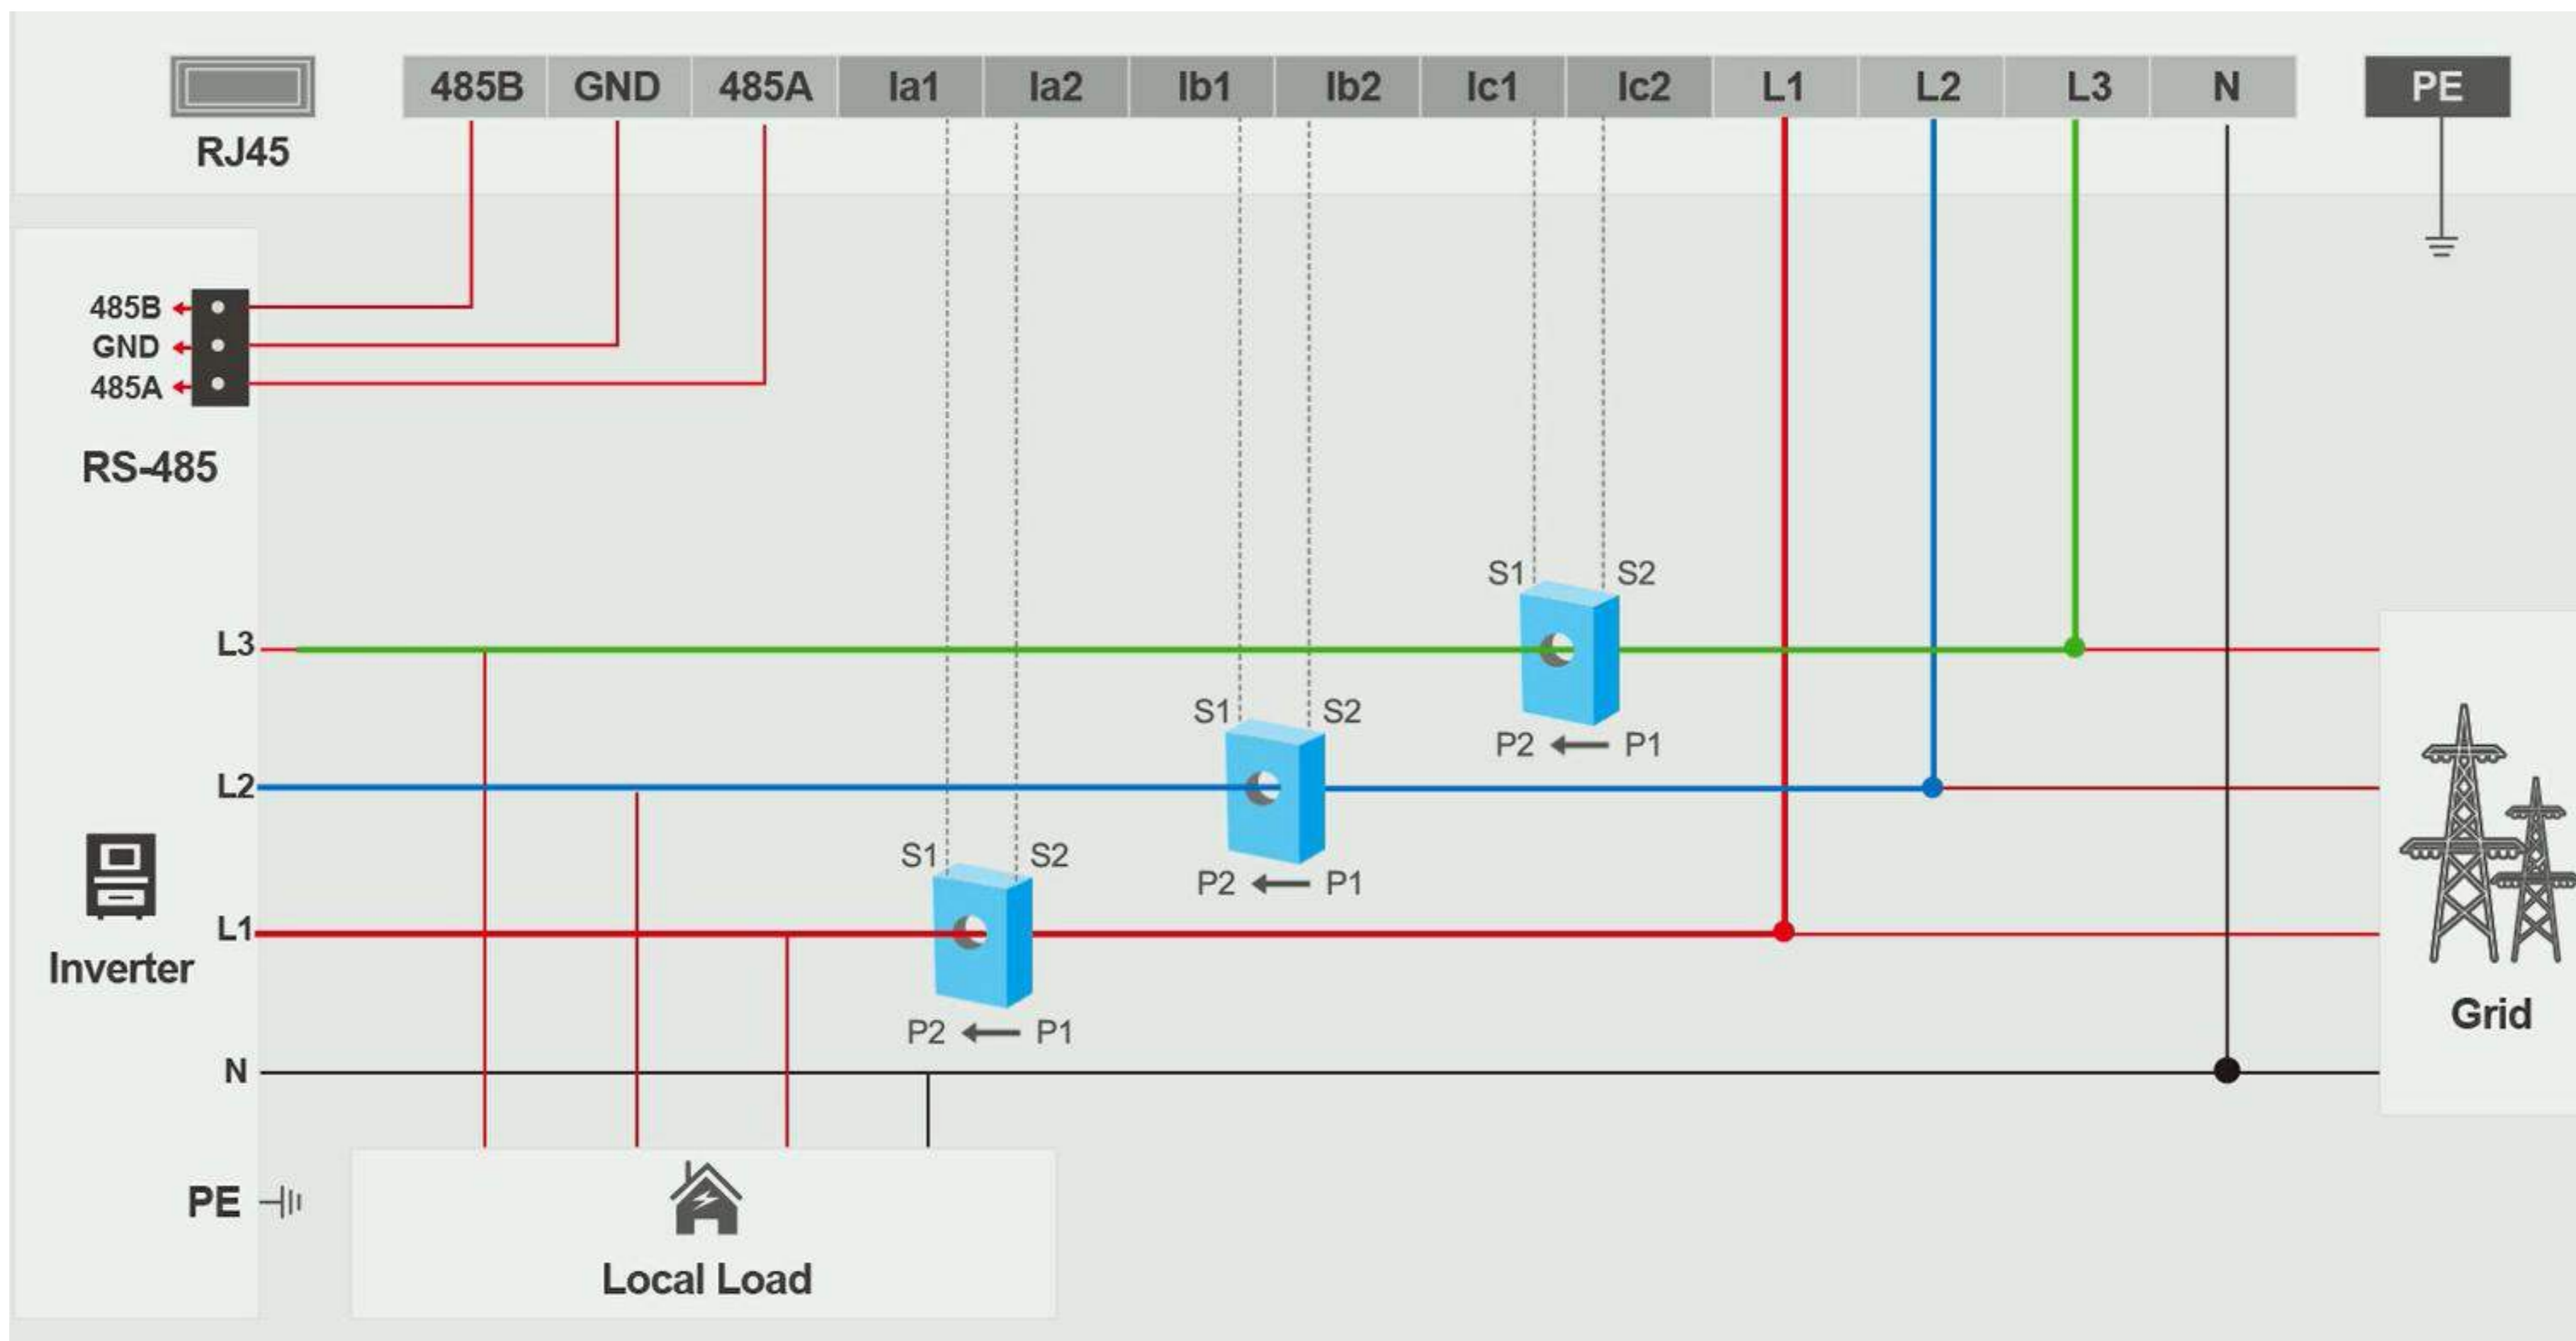 485B GND 485A Ia1 Ia2 Ib1 Ib2 Ic1 Ic2 L1 L2 L3 N PE
RJ45
485B
GND
485A
RS-485
S1 S2
L3
P2 P1
S1 S2
L2
P2 P1
S1 S2
L1
P2 P1
Inverter
Grid
N
PE
Local Load